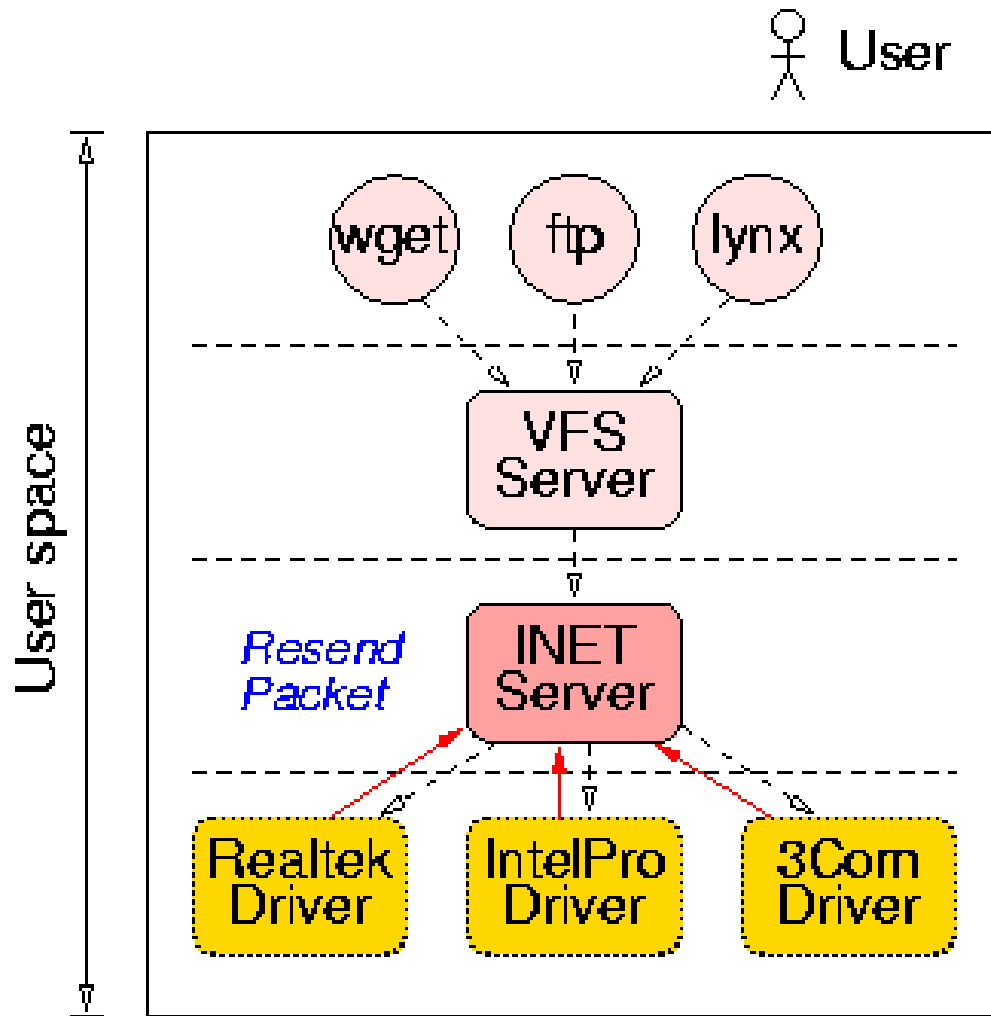 User
wget
ftp
lynx
VFS
Server
User space
INET
Server
Resend
Packet
Realtek
Driver
IntelPro
Driver
3Com
Driver